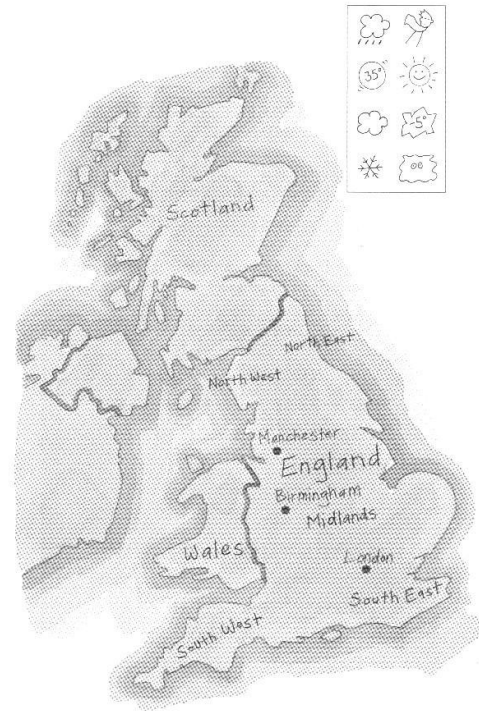 35°
-5°
Scotland
North East
North West
Manchester
England
Birmingham
Midlands
Wales
London
South East
South West